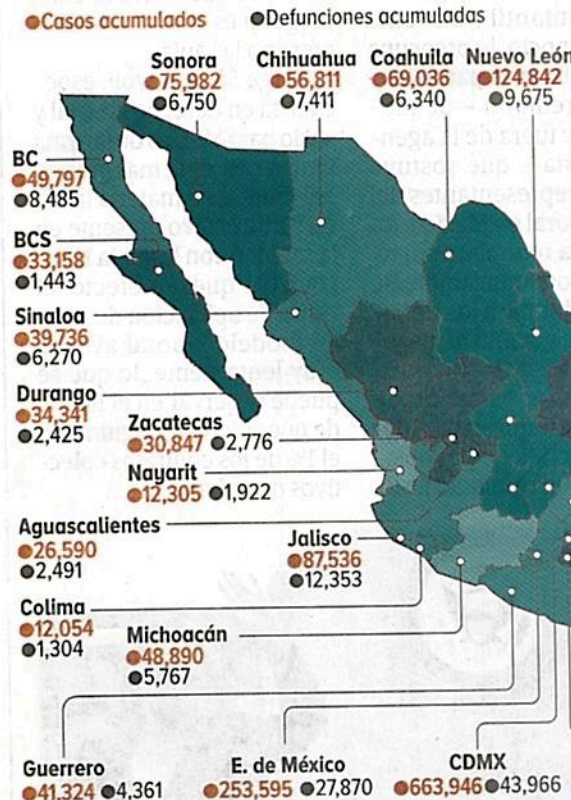 Casos acumulados Defunciones acumuladas
Sonora
75,982
6,750
Chihuahua
56,811
7,411
Coahuila
69,036
6,340
Nuevo León
124,842
9,675
BC
49,797
8,485
BCS
33,158
1,443
Sinaloa
39,736
6,270
Durango
34,341
2,425
Zacatecas
30,847 2,776
Nayarit
12,305 1,922
Aguascalientes
26,590
2,491
Jalisco
87,536
12,353
Colima
12,054
1,304
Michoacán
48,890
5,767
Guerrero
41,324 4,361
E. de México
253,595 27,870
CDMX
663,946 43,966